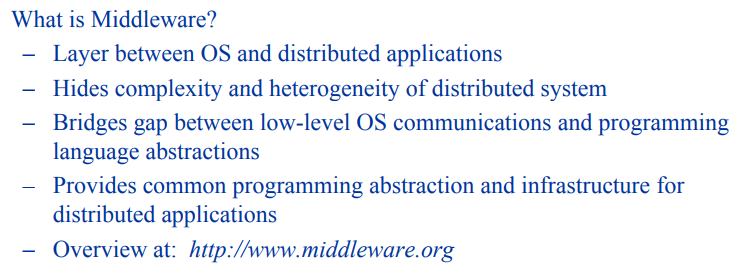 What is Middleware?
– Layer between OS and distributed applications
– Hides complexity and heterogeneity of distributed system
– Bridges gap between low-level OS communications and programming
language abstractions
– Provides common programming abstraction and infrastructure for
distributed applications
– Overview at: http://www.middleware.org